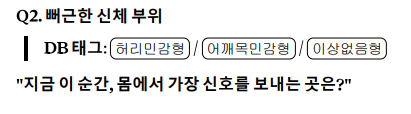 Q2. 뻐근한 신체 부위
DB 태그: 허리민감형 / 어깨목민감형 / 이상없음형
"지금 이 순간, 몸에서 가장 신호를 보내는 곳은?"